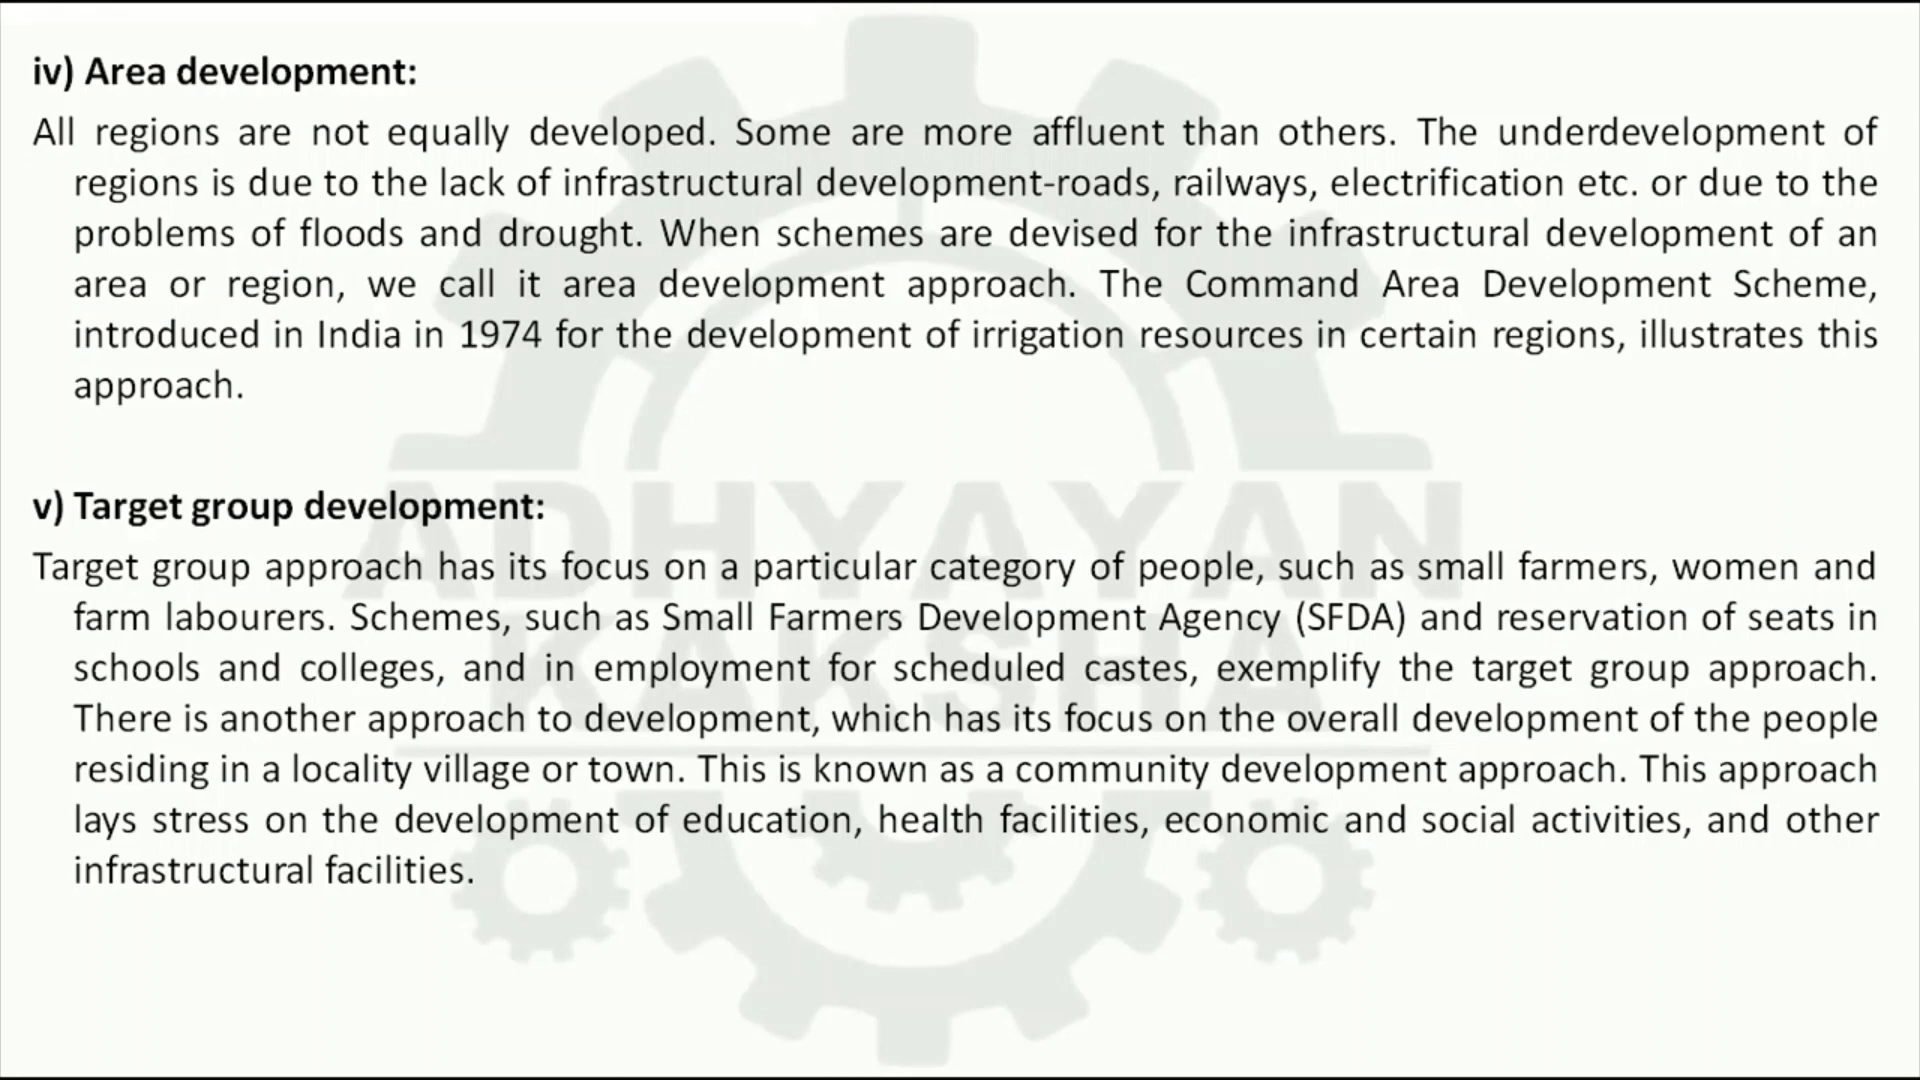 iv) Area development:
All regions are not equally developed. Some are more affluent than others. The underdevelopment of
regions is due to the lack of infrastructural development-roads, railways, electrification etc. or due to the
problems of floods and drought. When schemes are devised for the infrastructural development of an
area or region, we call it area development approach. The Command Area Development Scheme,
introduced in India in 1974 for the development of irrigation resources in certain regions, illustrates this
approach.
ADHYAYAN
v) Target group development:
Target group approach has its focus on a particular category of people, such as small farmers, women and
farm labourers. Schemes, such as Small Farmers Development Agency (SFDA) and reservation of seats in
KAKSHA
schools and colleges, and in employment for scheduled castes, exemplify the target group approach.
There is another approach to development, which has its focus on the overall development of the people
residing in a locality village or town. This is known as a community development approach. This approach
lays stress on the development of education, health facilities, economic and social activities, and other
infrastructural facilities.